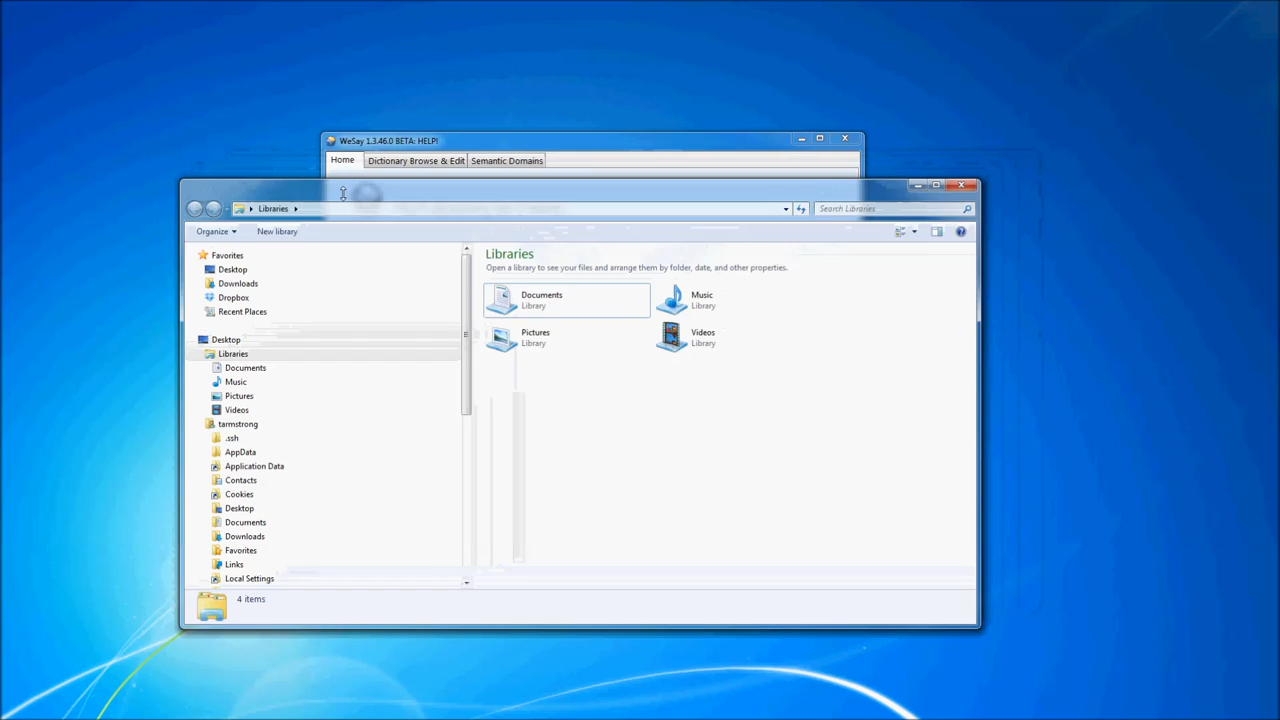 WeSay 1.3.46.0 BETA: HELP!
Home
Dictionary Browse & Edit
Semantic Domains
Libraries
Search Libraries
Organize
New library
Favorites
Desktop
Downloads
Dropbox
Recent Places
Desktop
Libraries
Documents
Music
Pictures
Videos
tarmstrong
.ssh
AppData
Application Data
Contacts
Cookies
Desktop
Documents
Downloads
Favorites
Links
Local Settings
Libraries
Open a library to see your files and arrange them by folder, date, and other properties.
Documents
Library
Music
Library
Pictures
Library
Videos
Library
4 items